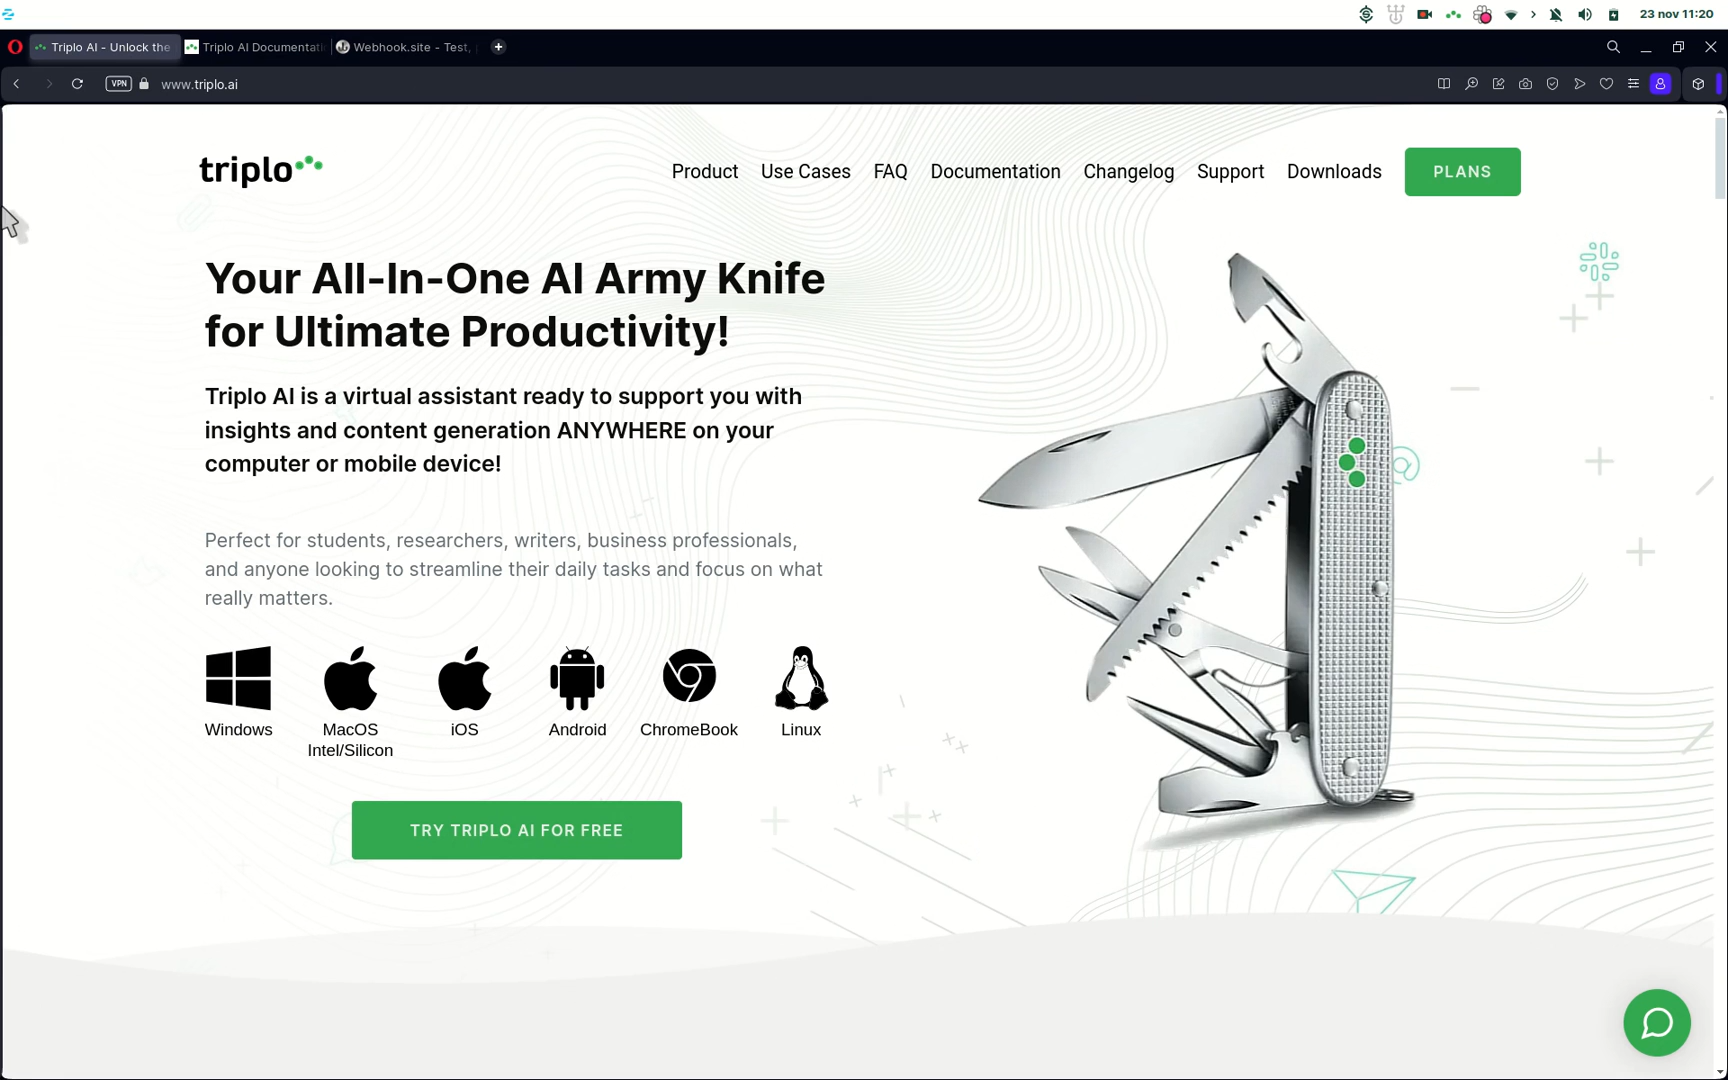 23 nov 11:20
Triplo AI - Unlock the
Triplo AI Documentati
Webhook.site - Test,
VPN
www.triplo.ai
triplo
Product
Use Cases
FAQ
Documentation
Changelog
Support
Downloads
PLANS
Your All-In-One AI Army Knife
for Ultimate Productivity!
Triplo AI is a virtual assistant ready to support you with
insights and content generation ANYWHERE on your
computer or mobile device!
Perfect for students, researchers, writers, business professionals,
and anyone looking to streamline their daily tasks and focus on what
really matters.
Windows
MacOS
Intel/Silicon
iOS
Android
ChromeBook
Linux
TRY TRIPLO AI FOR FREE